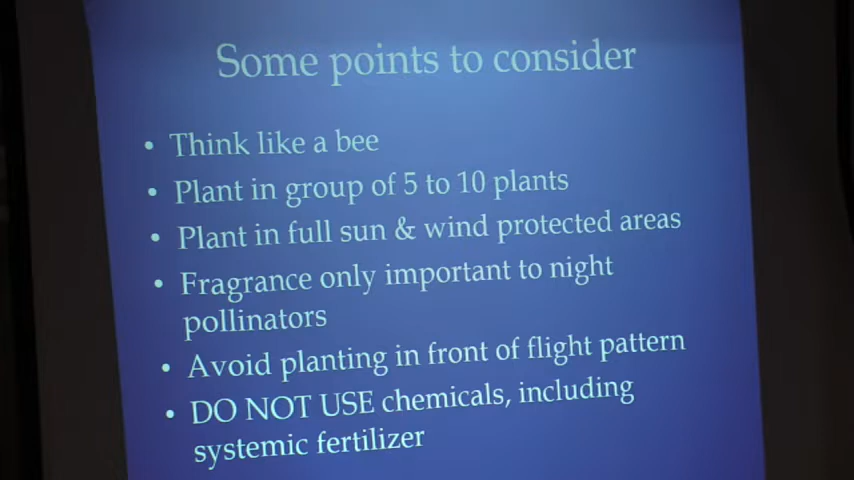 Some points to consider
• Think like a bee
• Plant in group of 5 to 10 plants
• Plant in full sun & wind protected areas
• Fragrance only important to night
pollinators
• Avoid planting in front of flight pattern
• DO NOT USE chemicals, including
systemic fertilizer